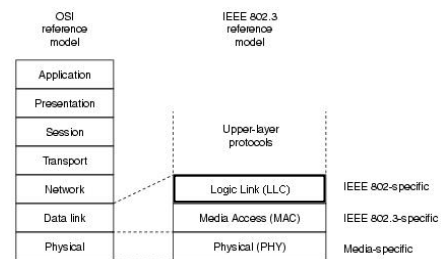 OSI
reference
model
IEEE 802.3
reference
model
Application
Presentation
Session
Upper-layer
protocols
Transport
Network
Logic Link (LLC)
IEEE 802-specific
Data link
Media Access (MAC)
IEEE 802.3-specific
Physical
Physical (PHY)
Media-specific